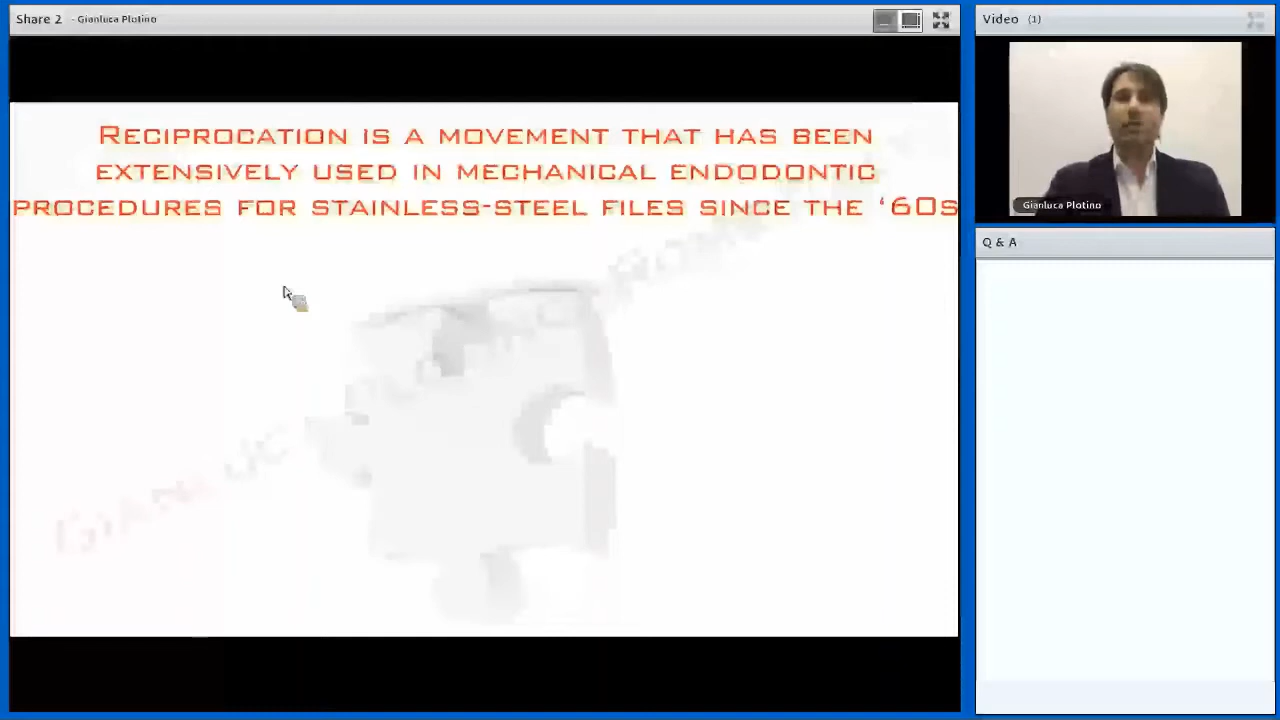 Share 2 - Gianluca Plotino
RECIPROCATION IS A MOVEMENT THAT HAS BEEN
EXTENSIVELY USED IN MECHANICAL ENDODONTIC
PROCEDURES FOR STAINLESS-STEEL FILES SINCE THE ‘60S
Video (1)
Gianluca Plotino
Q & A